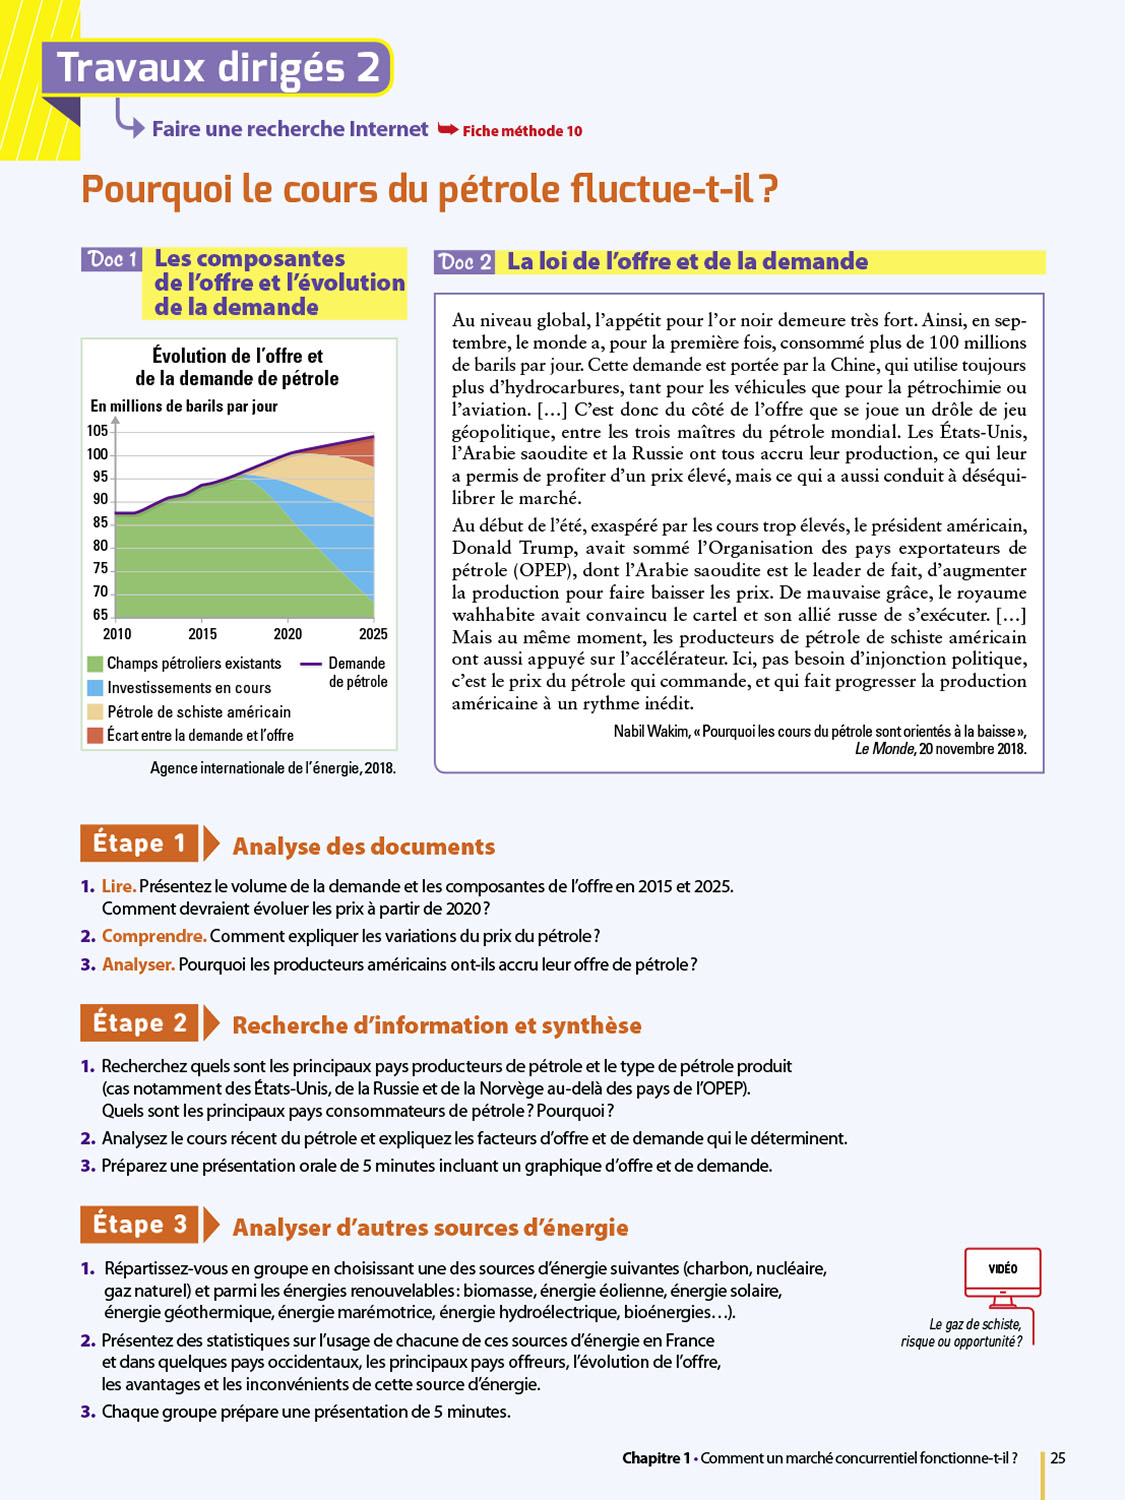 Travaux dirigés 2
Faire une recherche Internet ➥ Fiche méthode 10
Pourquoi le cours du pétrole fluctue-t-il ?
Doc 1 Les composantes
de l'offre et l'évolution
de la demande
Évolution de l'offre et
de la demande de pétrole
En millions de barils par jour
105
100
95
90
85
80
75
70
65
2010 2015 2020 2025
Champs pétroliers existants
Investissements en cours
Pétrole de schiste américain
Écart entre la demande et l'offre
Demande
de pétrole
Agence internationale de l'énergie, 2018.
Doc 2 La loi de l'offre et de la demande
Au niveau global, l'appétit pour l'or noir demeure très fort. Ainsi, en sep-
tembre, le monde a, pour la première fois, consommé plus de 100 millions
de barils par jour. Cette demande est portée par la Chine, qui utilise toujours
plus d'hydrocarbures, tant pour les véhicules que pour la pétrochimie ou
l'aviation. […] C'est donc du côté de l'offre que se joue un drôle de jeu
géopolitique, entre les trois maîtres du pétrole mondial. Les États-Unis,
l'Arabie saoudite et la Russie ont tous accru leur production, ce qui leur
a permis de profiter d'un prix élevé, mais ce qui a aussi conduit à déséqui-
librer le marché.
Au début de l'été, exaspéré par les cours trop élevés, le président américain,
Donald Trump, avait sommé l'Organisation des pays exportateurs de
pétrole (OPEP), dont l'Arabie saoudite est le leader de fait, d'augmenter
la production pour faire baisser les prix. De mauvaise grâce, le royaume
wahhabite avait convaincu le cartel et son allié russe de s'exécuter. […]
Mais au même moment, les producteurs de pétrole de schiste américain
ont aussi appuyé sur l'accélérateur. Ici, pas besoin d'injonction politique,
c'est le prix du pétrole qui commande, et qui fait progresser la production
américaine à un rythme inédit.
Nabil Wakim, « Pourquoi les cours du pétrole sont orientés à la baisse »,
Le Monde, 20 novembre 2018.
Étape 1 Analyse des documents
1. Lire. Présentez le volume de la demande et les composantes de l'offre en 2015 et 2025.
Comment devraient évoluer les prix à partir de 2020 ?
2. Comprendre. Comment expliquer les variations du prix du pétrole ?
3. Analyser. Pourquoi les producteurs américains ont-ils accru leur offre de pétrole ?
Étape 2 Recherche d'information et synthèse
1. Recherchez quels sont les principaux pays producteurs de pétrole et le type de pétrole produit
(cas notamment des États-Unis, de la Russie et de la Norvège au-delà des pays de l'OPEP).
Quels sont les principaux pays consommateurs de pétrole ? Pourquoi ?
2. Analysez le cours récent du pétrole et expliquez les facteurs d'offre et de demande qui le déterminent.
3. Préparez une présentation orale de 5 minutes incluant un graphique d'offre et de demande.
Étape 3 Analyser d'autres sources d'énergie
1. Répartissez-vous en groupe en choisissant une des sources d'énergie suivantes (charbon, nucléaire,
gaz naturel) et parmi les énergies renouvelables : biomasse, énergie éolienne, énergie solaire,
énergie géothermique, énergie marémotrice, énergie hydroélectrique, bioénergies…).
2. Présentez des statistiques sur l'usage de chacune de ces sources d'énergie en France
et dans quelques pays occidentaux, les principaux pays offreurs, l'évolution de l'offre,
les avantages et les inconvénients de cette source d'énergie.
3. Chaque groupe prépare une présentation de 5 minutes.
VIDÉO
Le gaz de schiste,
risque ou opportunité ?
Chapitre 1 • Comment un marché concurrentiel fonctionne-t-il ? 25